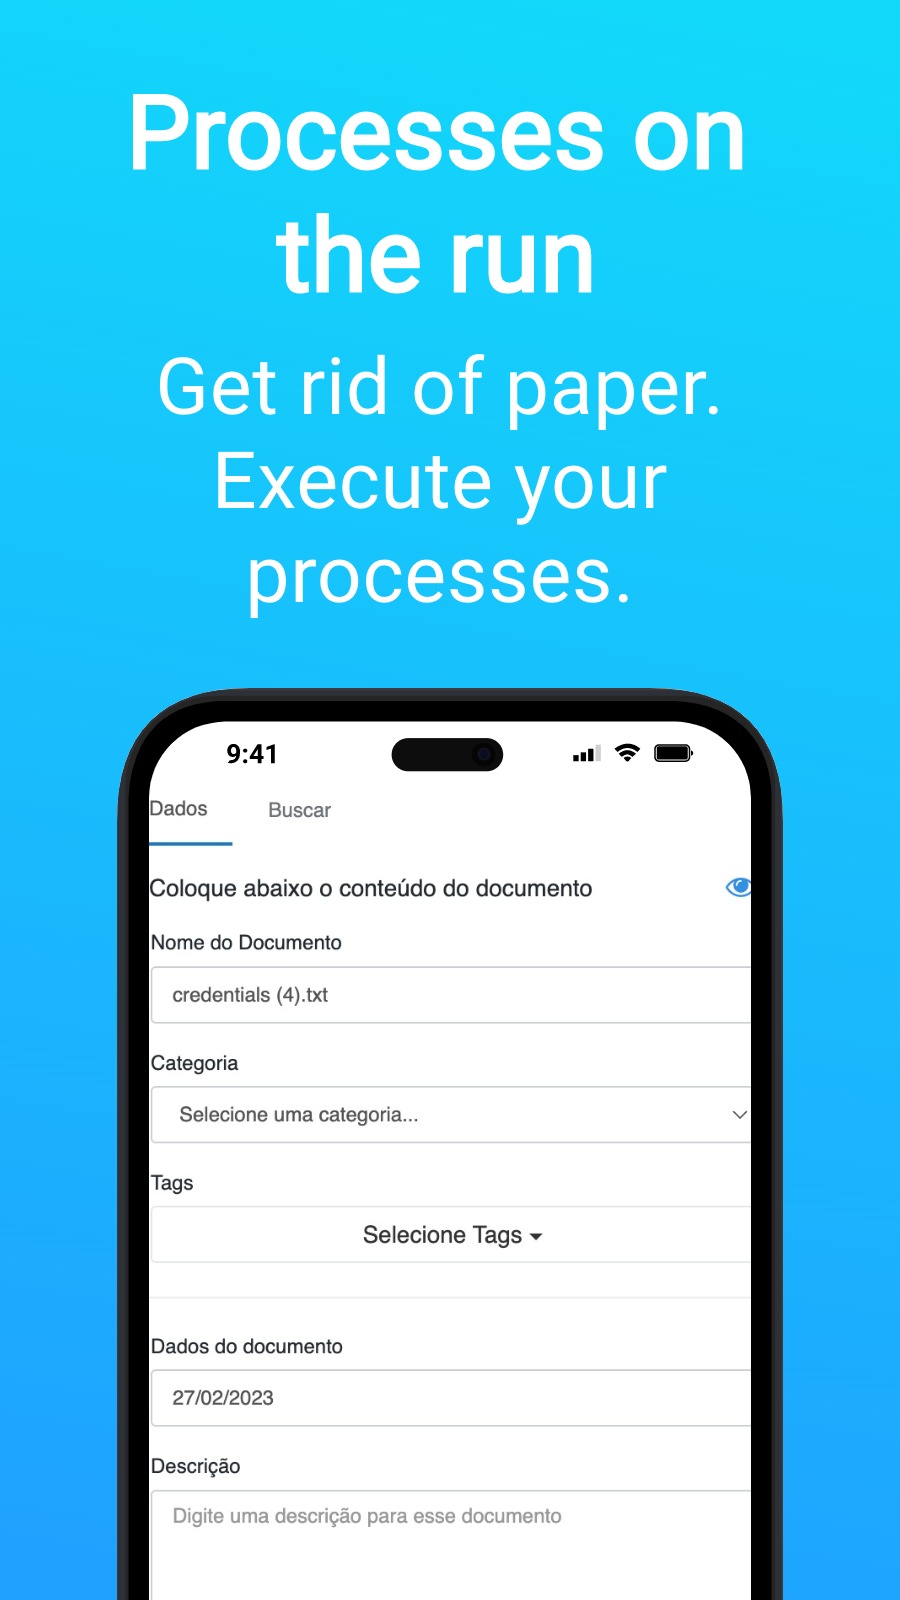 Processes on
the run
Get rid of paper.
Execute your
processes.
9:41
Dados Buscar
Coloque abaixo o conteúdo do documento
Nome do Documento
credentials (4).txt
Categoria
Selecione uma categoria...
Tags
Selecione Tags
Dados do documento
27/02/2023
Descrição
Digite uma descrição para esse documento